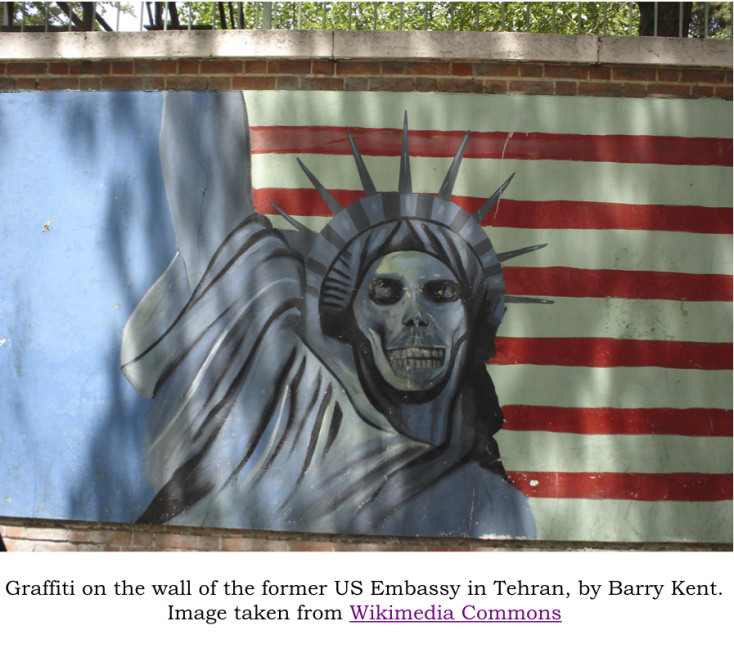 Graffiti on the wall of the former US Embassy in Tehran, by Barry Kent.
Image taken from Wikimedia Commons